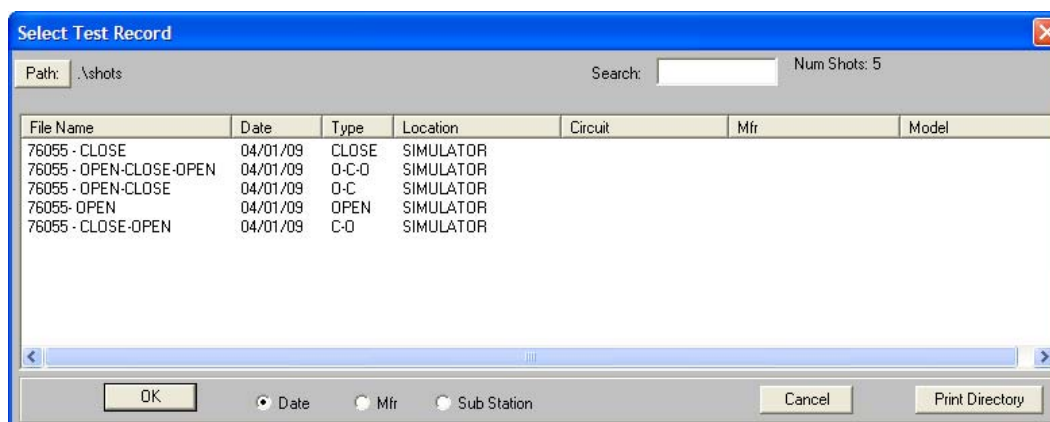 Select Test Record
Path: .\shots Search: Num Shots: 5
File Name Date Type Location Circuit Mfr Model
76055 - CLOSE 04/01/09 CLOSE SIMULATOR
76055 - OPEN-CLOSE-OPEN 04/01/09 O-C-O SIMULATOR
76055 - OPEN-CLOSE 04/01/09 O-C SIMULATOR
76055- OPEN 04/01/09 OPEN SIMULATOR
76055 - CLOSE-OPEN 04/01/09 C-O SIMULATOR
OK Date Mfr Sub Station Cancel Print Directory